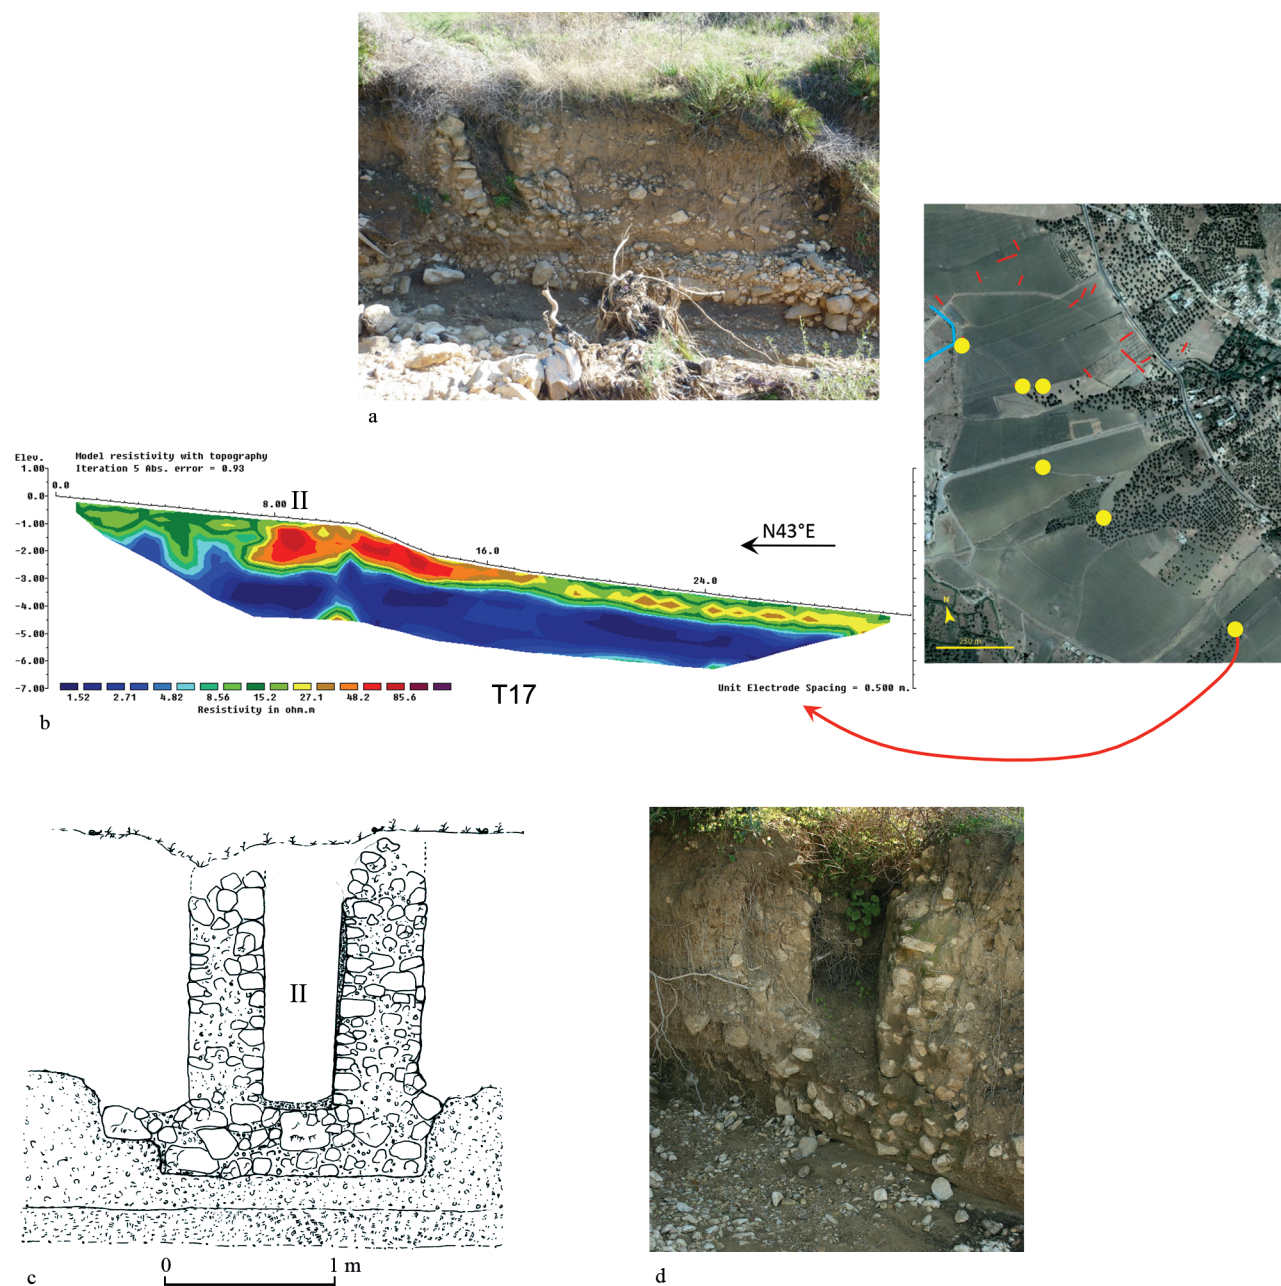 a
Elev.
Model resistivity with topography
Iteration 5 Abs. error = 0.93
1.00
0.0
-1.00
-2.00
-3.00
-4.00
-5.00
-6.00
-7.00
0.0
8.00
II
16.0
24.0
N43°E
1.52 2.71 4.82 8.56 15.2 27.1 48.2 85.6
Resistivity in ohm.m
T17
Unit Electrode Spacing = 0.500 m.
b
N
250 m
II
0 1 m
c
d